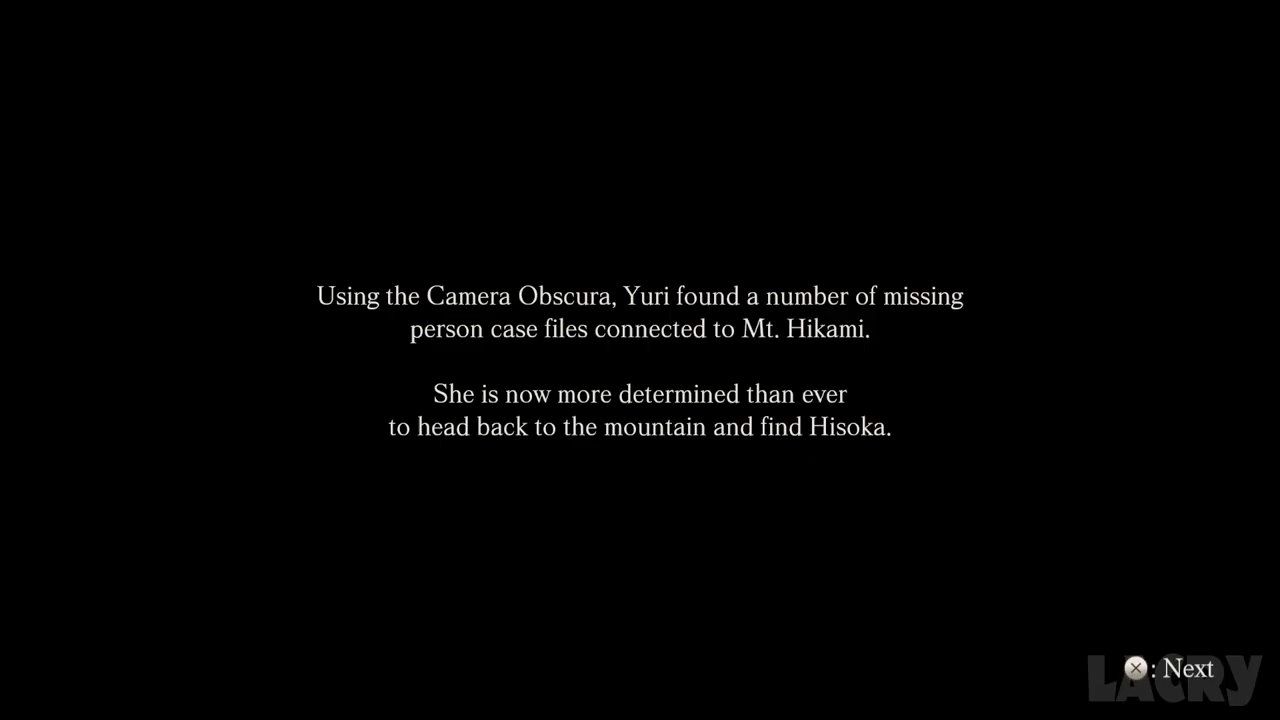 Using the Camera Obscura, Yuri found a number of missing
person case files connected to Mt. Hikami.
She is now more determined than ever
to head back to the mountain and find Hisoka.
: Next
LACRY